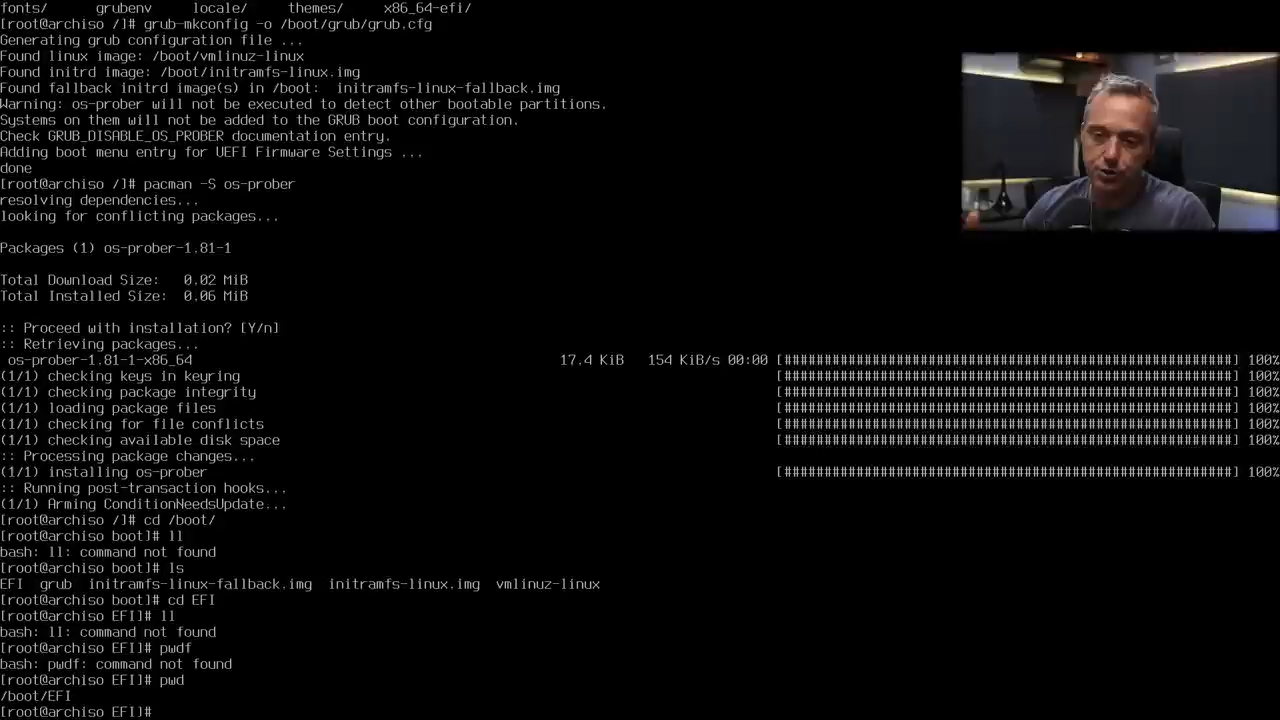 fonts/      grubenv     locale/     themes/     x86_64-efi/
[root@archiso /]# grub-mkconfig -o /boot/grub/grub.cfg
Generating grub configuration file ...
Found linux image: /boot/vmlinuz-linux
Found initrd image: /boot/initramfs-linux.img
Found fallback initrd image(s) in /boot:  initramfs-linux-fallback.img
Warning: os-prober will not be executed to detect other bootable partitions.
Systems on them will not be added to the GRUB boot configuration.
Check GRUB_DISABLE_OS_PROBER documentation entry.
Adding boot menu entry for UEFI Firmware Settings ...
done
[root@archiso /]# pacman -S os-prober
resolving dependencies...
looking for conflicting packages...
Packages (1) os-prober-1.81-1
Total Download Size:   0.02 MiB
Total Installed Size:  0.06 MiB
:: Proceed with installation? [Y/n]
:: Retrieving packages...
 os-prober-1.81-1-x86_64    17.4 KiB   154 KiB/s 00:00 [#########################################################] 100%
(1/1) checking keys in keyring    [#########################################################] 100%
(1/1) checking package integrity    [#########################################################] 100%
(1/1) loading package files    [#########################################################] 100%
(1/1) checking for file conflicts    [#########################################################] 100%
(1/1) checking available disk space    [#########################################################] 100%
:: Processing package changes...
(1/1) installing os-prober    [#########################################################] 100%
:: Running post-transaction hooks...
(1/1) Arming ConditionNeedsUpdate...
[root@archiso /]# cd /boot/
[root@archiso boot]# ll
bash: ll: command not found
[root@archiso boot]# ls
EFI  grub  initramfs-linux-fallback.img  initramfs-linux.img  vmlinuz-linux
[root@archiso boot]# cd EFI
[root@archiso EFI]# ll
bash: ll: command not found
[root@archiso EFI]# pwdf
bash: pwdf: command not found
[root@archiso EFI]# pwd
/boot/EFI
[root@archiso EFI]#